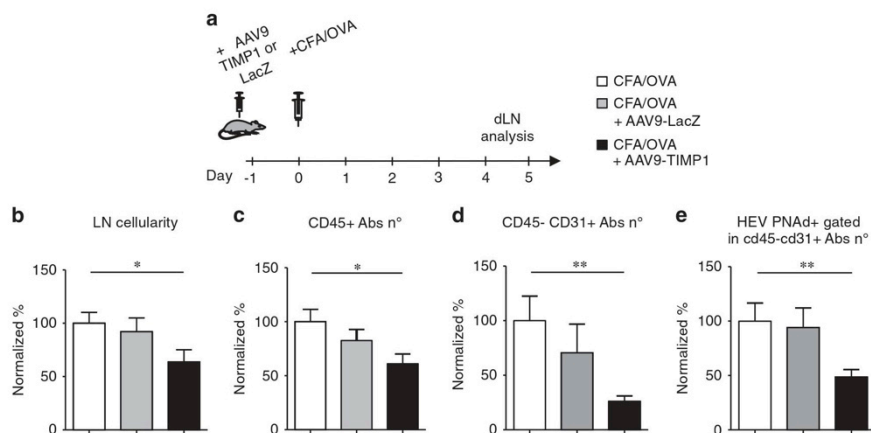 a
+ AAV9
TIMP1 or
LacZ
+CFA/OVA
dLN
analysis
Day -1 0 1 2 3 4 5
CFA/OVA
CFA/OVA
+ AAV9-LacZ
CFA/OVA
+ AAV9-TIMP1
b LN cellularity
Normalized %
150
100
50
0
*
c CD45+ Abs n°
Normalized %
150
100
50
0
*
d CD45- CD31+ Abs n°
Normalized %
150
100
50
0
**
e HEV PNAd+ gated
in cd45-cd31+ Abs n°
Normalized %
150
100
50
0
**